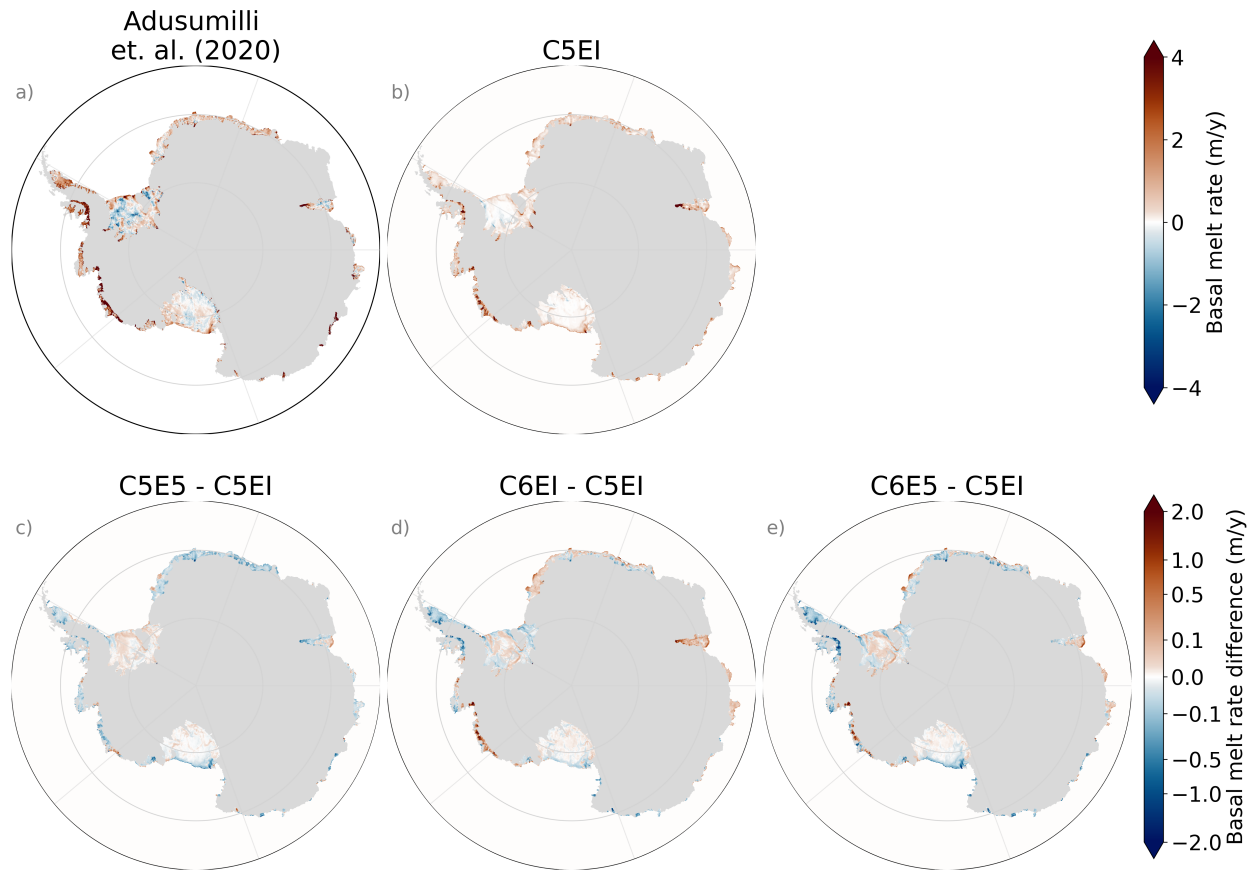 Adusumilli
et. al. (2020)
C5EI
a)
b)
4
2
0
−2
−4
Basal melt rate (m/y)
C5E5 - C5EI
C6EI - C5EI
C6E5 - C5EI
c)
d)
e)
2.0
1.0
0.5
0.1
0.0
−0.1
−0.5
−1.0
−2.0
Basal melt rate difference (m/y)